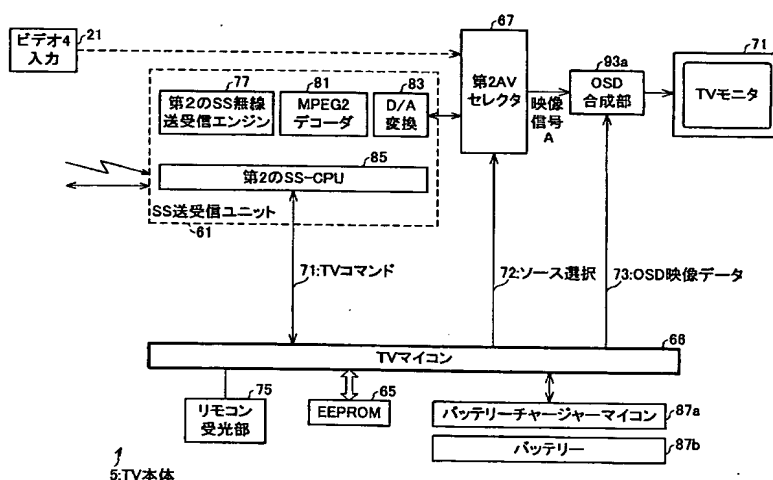 ビデオ4
入力
21
67
第2AV
セレクタ
93a
OSD
合成部
71
TVモニタ
映像
信号
A
77
第2のSS無線
送受信エンジン
81
MPEG2
デコーダ
83
D/A
変換
85
第2のSS-CPU
SS送受信ユニット
61
71:TVコマンド
72:ソース選択
73:OSD映像データ
66
TVマイコン
75
リモコン
受光部
65
EEPROM
バッテリーチャージャーマイコン
87a
バッテリー
87b
5:TV本体